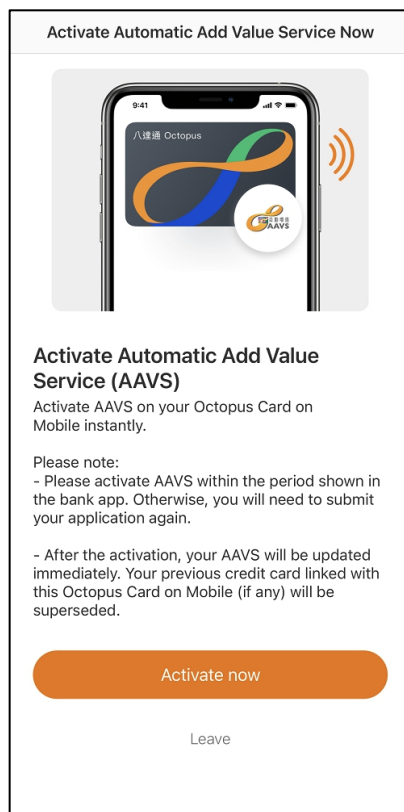 Activate Automatic Add Value Service Now
9:41
八達通 Octopus
自動增值
AAVS
Activate Automatic Add Value
Service (AAVS)
Activate AAVS on your Octopus Card on
Mobile instantly.
Please note:
- Please activate AAVS within the period shown in
the bank app. Otherwise, you will need to submit
your application again.
- After the activation, your AAVS will be updated
immediately. Your previous credit card linked with
this Octopus Card on Mobile (if any) will be
superseded.
Activate now
Leave